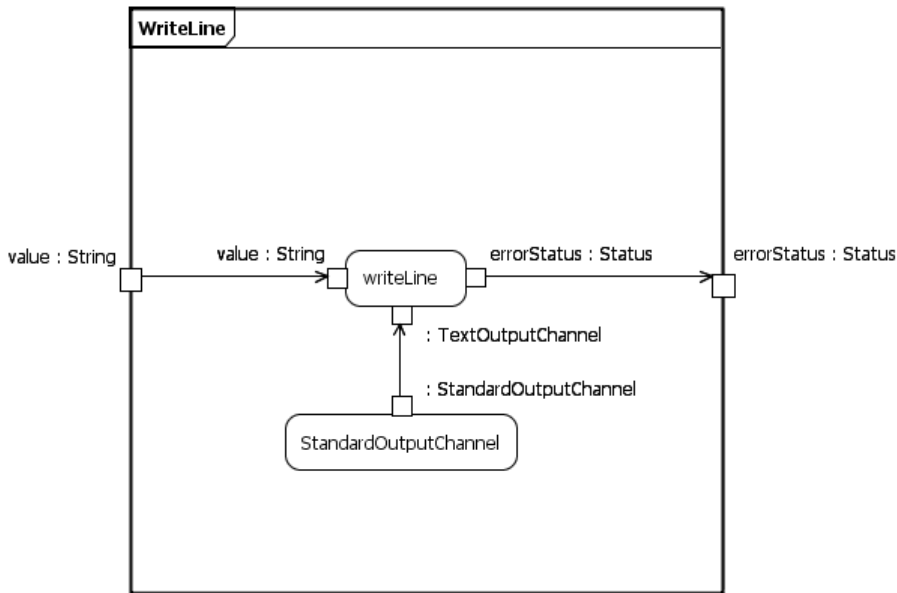 WriteLine
value : String
value : String
errorStatus : Status
errorStatus : Status
writeLine
: TextOutputChannel
: StandardOutputChannel
StandardOutputChannel